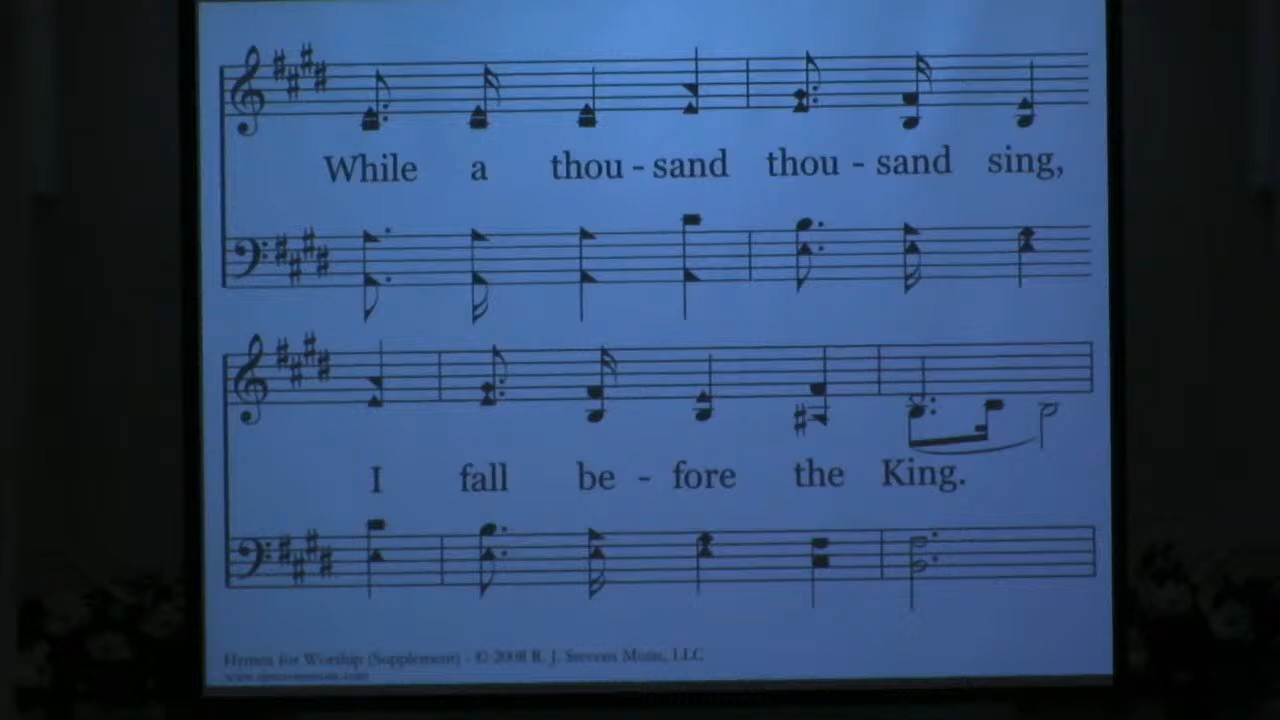 While a thou - sand thou - sand sing,
I fall be - fore the King.
Hymns for Worship (Supplement) - © 2008 R. J. Stevens Music, LLC